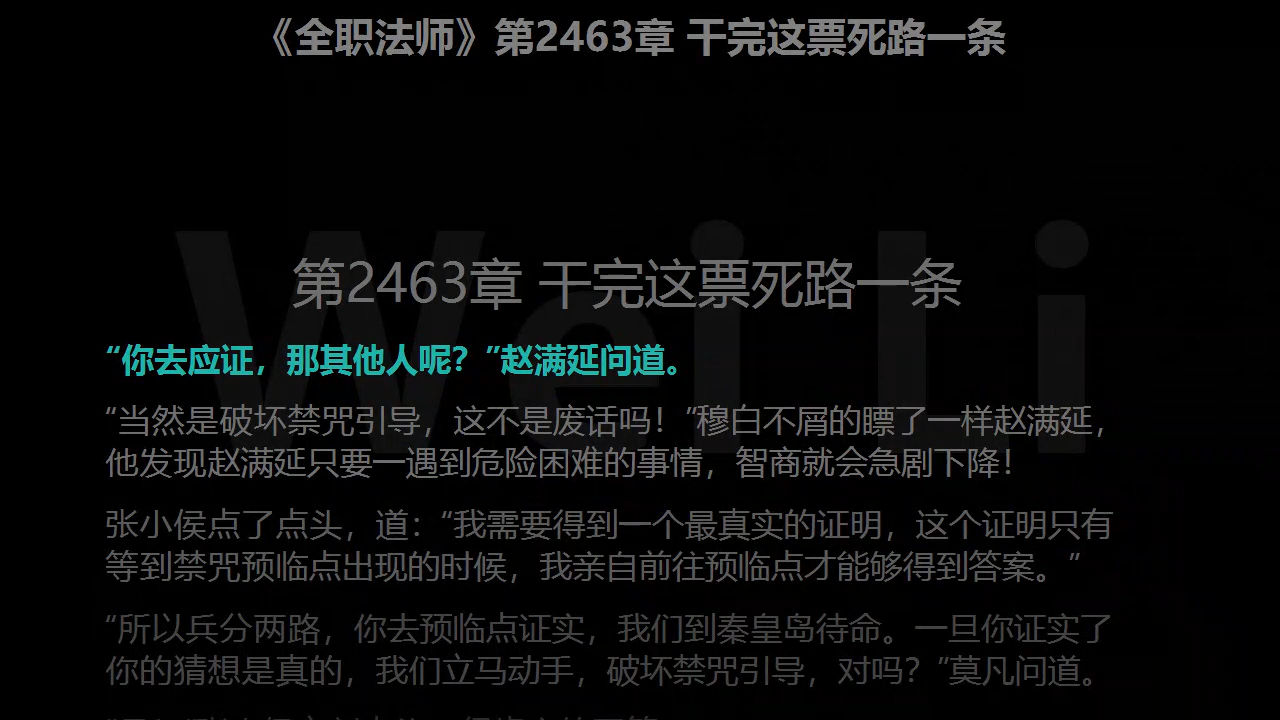 《全职法师》第2463章 干完这票死路一条
Wei Li
第2463章 干完这票死路一条
“你去应证，那其他人呢？”赵满延问道。
“当然是破坏禁咒引导，这不是废话吗！”穆白不屑的瞟了一样赵满延，
他发现赵满延只要一遇到危险困难的事情，智商就会急剧下降！
张小侯点了点头，道：“我需要得到一个最真实的证明，这个证明只有
等到禁咒预临点出现的时候，我亲自前往预临点才能够得到答案。”
“所以兵分两路，你去预临点证实，我们到秦皇岛待命。一旦你证实了
你的猜想是真的，我们立马动手，破坏禁咒引导，对吗？”莫凡问道。